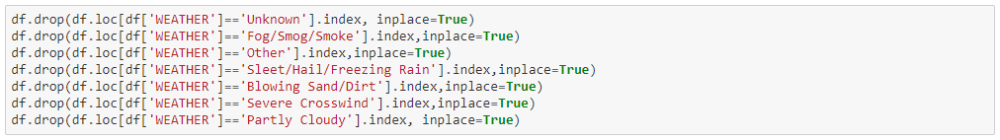 df.drop(df.loc[df['WEATHER']=='Unknown'].index, inplace=True)
df.drop(df.loc[df['WEATHER']=='Fog/Smog/Smoke'].index,inplace=True)
df.drop(df.loc[df['WEATHER']=='Other'].index,inplace=True)
df.drop(df.loc[df['WEATHER']=='Sleet/Hail/Freezing Rain'].index,inplace=True)
df.drop(df.loc[df['WEATHER']=='Blowing Sand/Dirt'].index,inplace=True)
df.drop(df.loc[df['WEATHER']=='Severe Crosswind'].index,inplace=True)
df.drop(df.loc[df['WEATHER']=='Partly Cloudy'].index, inplace=True)